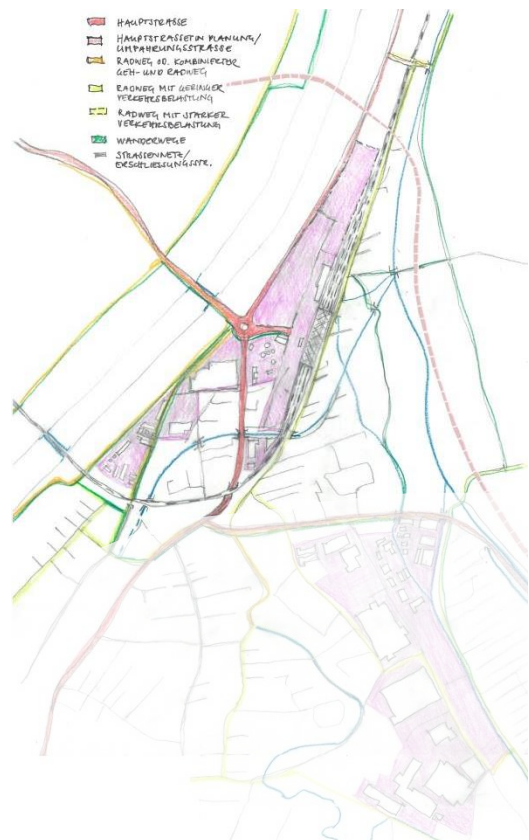 HAUPTSTRASSE
HAUPTSTRASSE IN PLANUNG/
UMFAHRUNGSSTRASSE
RADWEG OD. KOMBINIERTER
GEH- UND RADWEG
RADWEG MIT GERINGER
VERKEHRSBELASTUNG
RADWEG MIT STARKER
VERKEHRSBELASTUNG
WANDERWEGE
STRASSENNETZ/
ERSCHLIESSUNGSSTR.